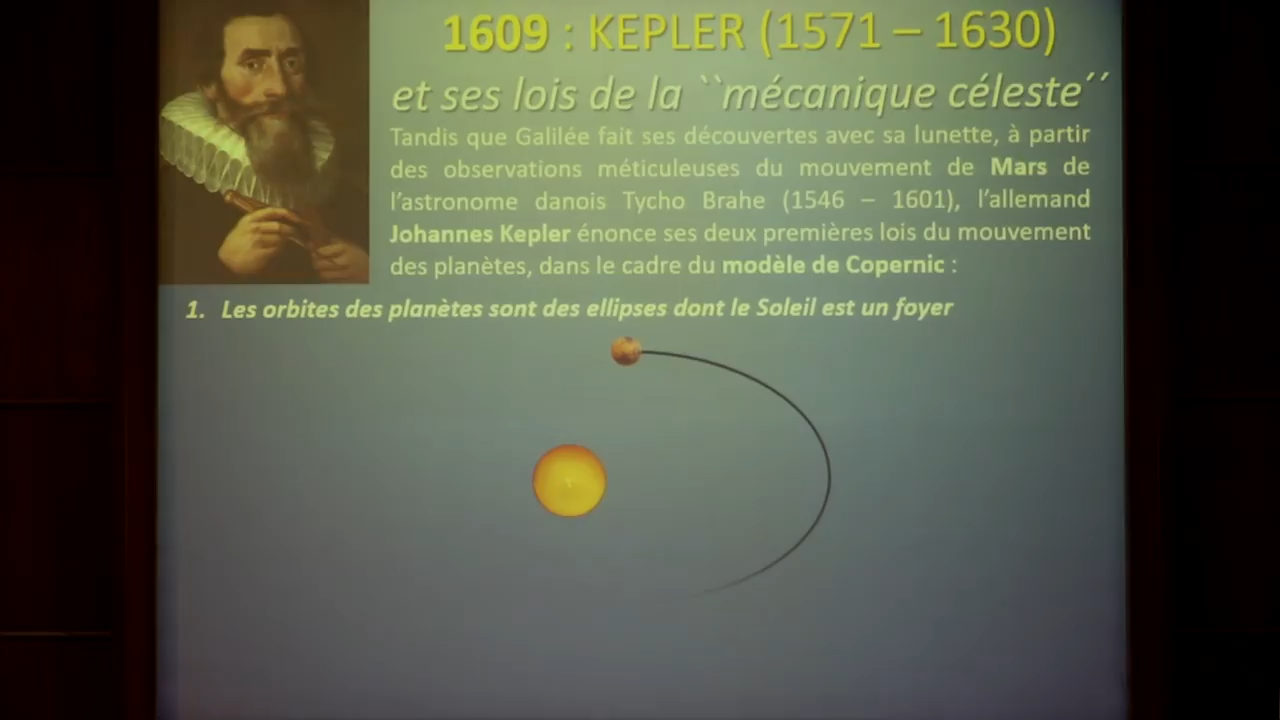 1609 : KEPLER (1571 – 1630)
et ses lois de la ``mécanique céleste´´
Tandis que Galilée fait ses découvertes avec sa lunette, à partir
des observations méticuleuses du mouvement de Mars de
l'astronome danois Tycho Brahe (1546 – 1601), l'allemand
Johannes Kepler énonce ses deux premières lois du mouvement
des planètes, dans le cadre du modèle de Copernic :
1. Les orbites des planètes sont des ellipses dont le Soleil est un foyer